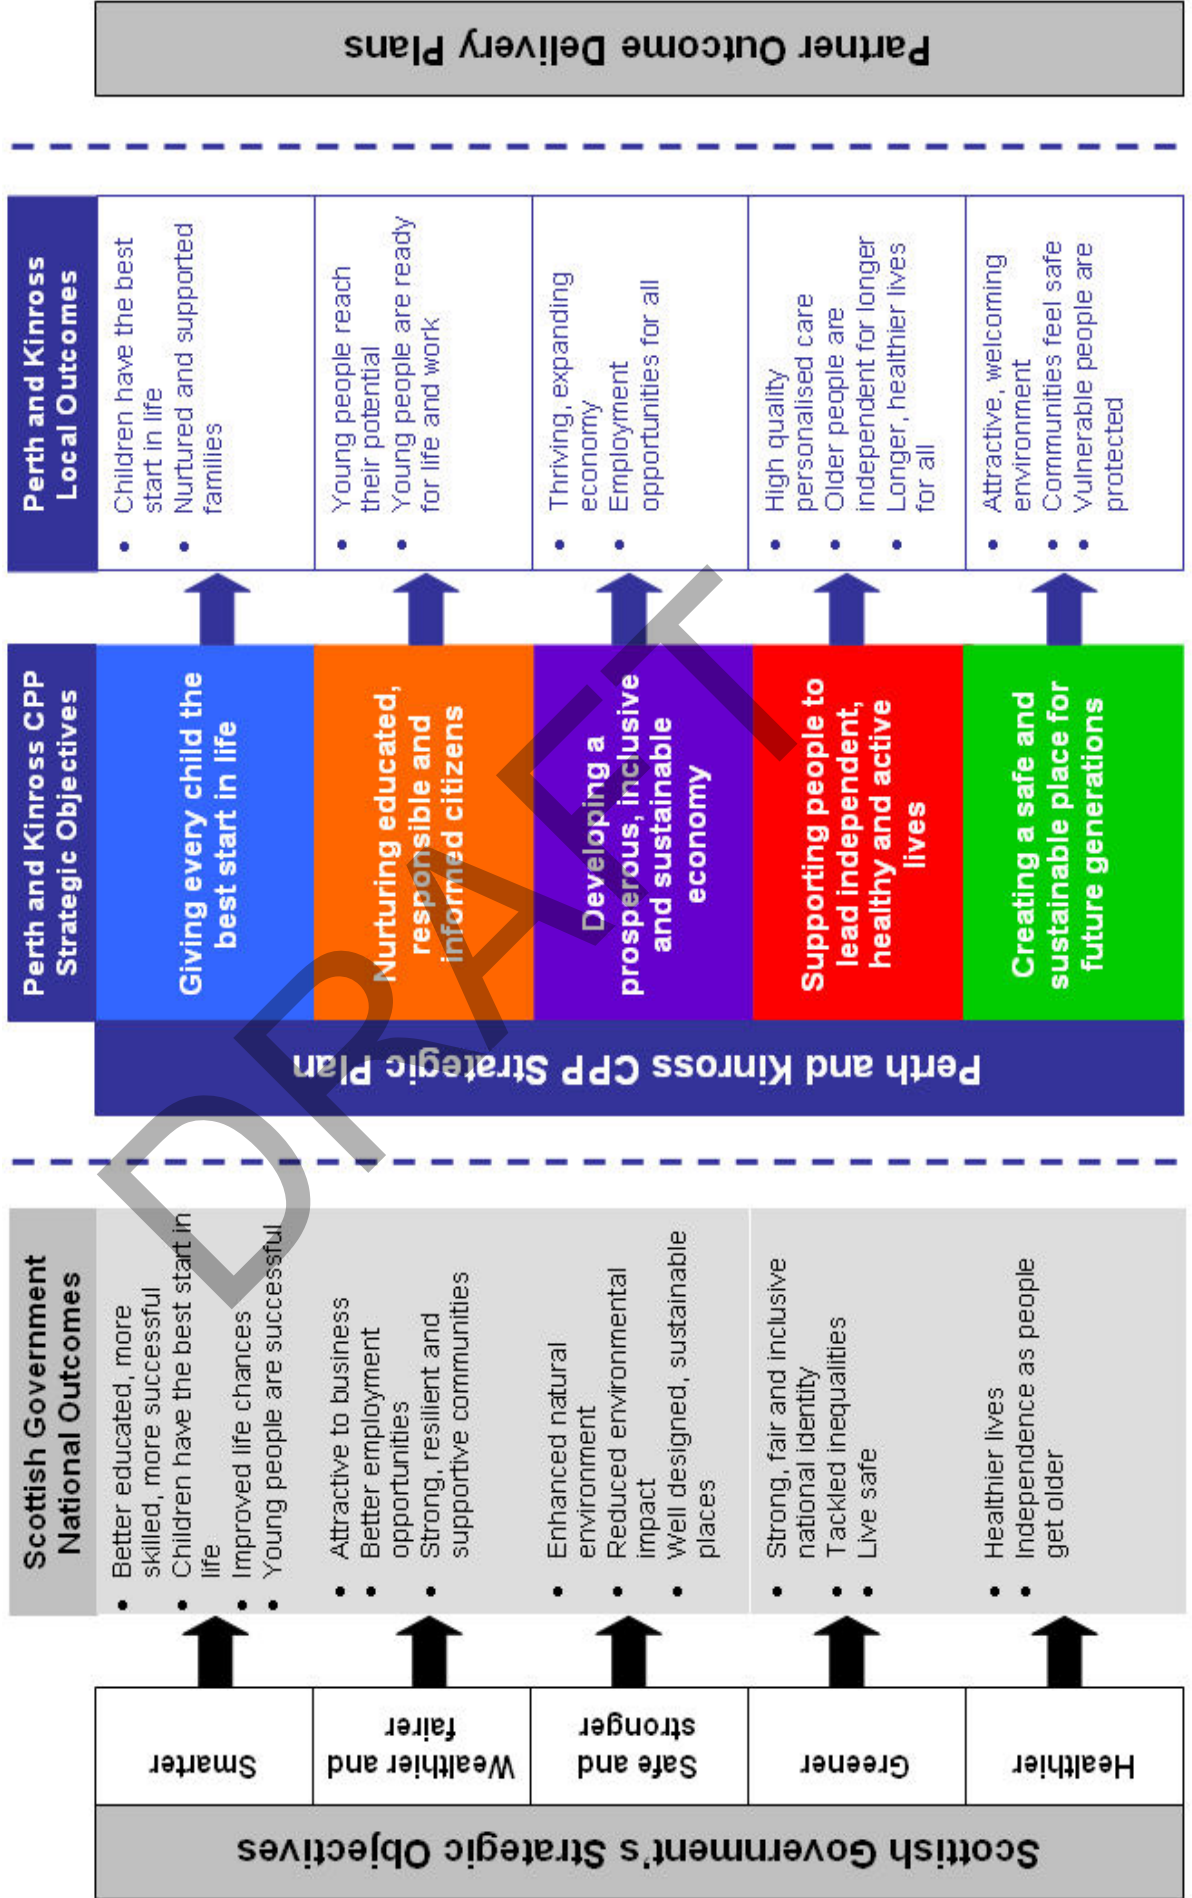 Scottish Government's Strategic Objectives
Smarter
Wealthier and
fairer
Safe and
stronger
Greener
Healthier
Scottish Government
National Outcomes
• Better educated, more
skilled, more successful
• Children have the best start in
life
• Improved life chances
• Young people are successful
• Attractive to business
• Better employment
opportunities
• Strong, resilient and
supportive communities
• Enhanced natural
environment
• Reduced environmental
impact
• Well designed, sustainable
places
• Strong, fair and inclusive
national identity
• Tackled inequalities
• Live safe
• Healthier lives
• Independence as people
get older
Perth and Kinross CPP Strategic Plan
Perth and Kinross CPP
Strategic Objectives
Giving every child the
best start in life
Nurturing educated,
responsible and
informed citizens
Developing a
prosperous, inclusive
and sustainable
economy
Supporting people to
lead independent,
healthy and active
lives
Creating a safe and
sustainable place for
future generations
Perth and Kinross
Local Outcomes
• Children have the best
start in life
• Nurtured and supported
families
• Young people reach
their potential
• Young people are ready
for life and work
• Thriving, expanding
economy
• Employment
opportunities for all
• High quality
personalised care
• Older people are
independent for longer
• Longer, healthier lives
for all
• Attractive, welcoming
environment
• Communities feel safe
• Vulnerable people are
protected
Partner Outcome Delivery Plans
DRAFT